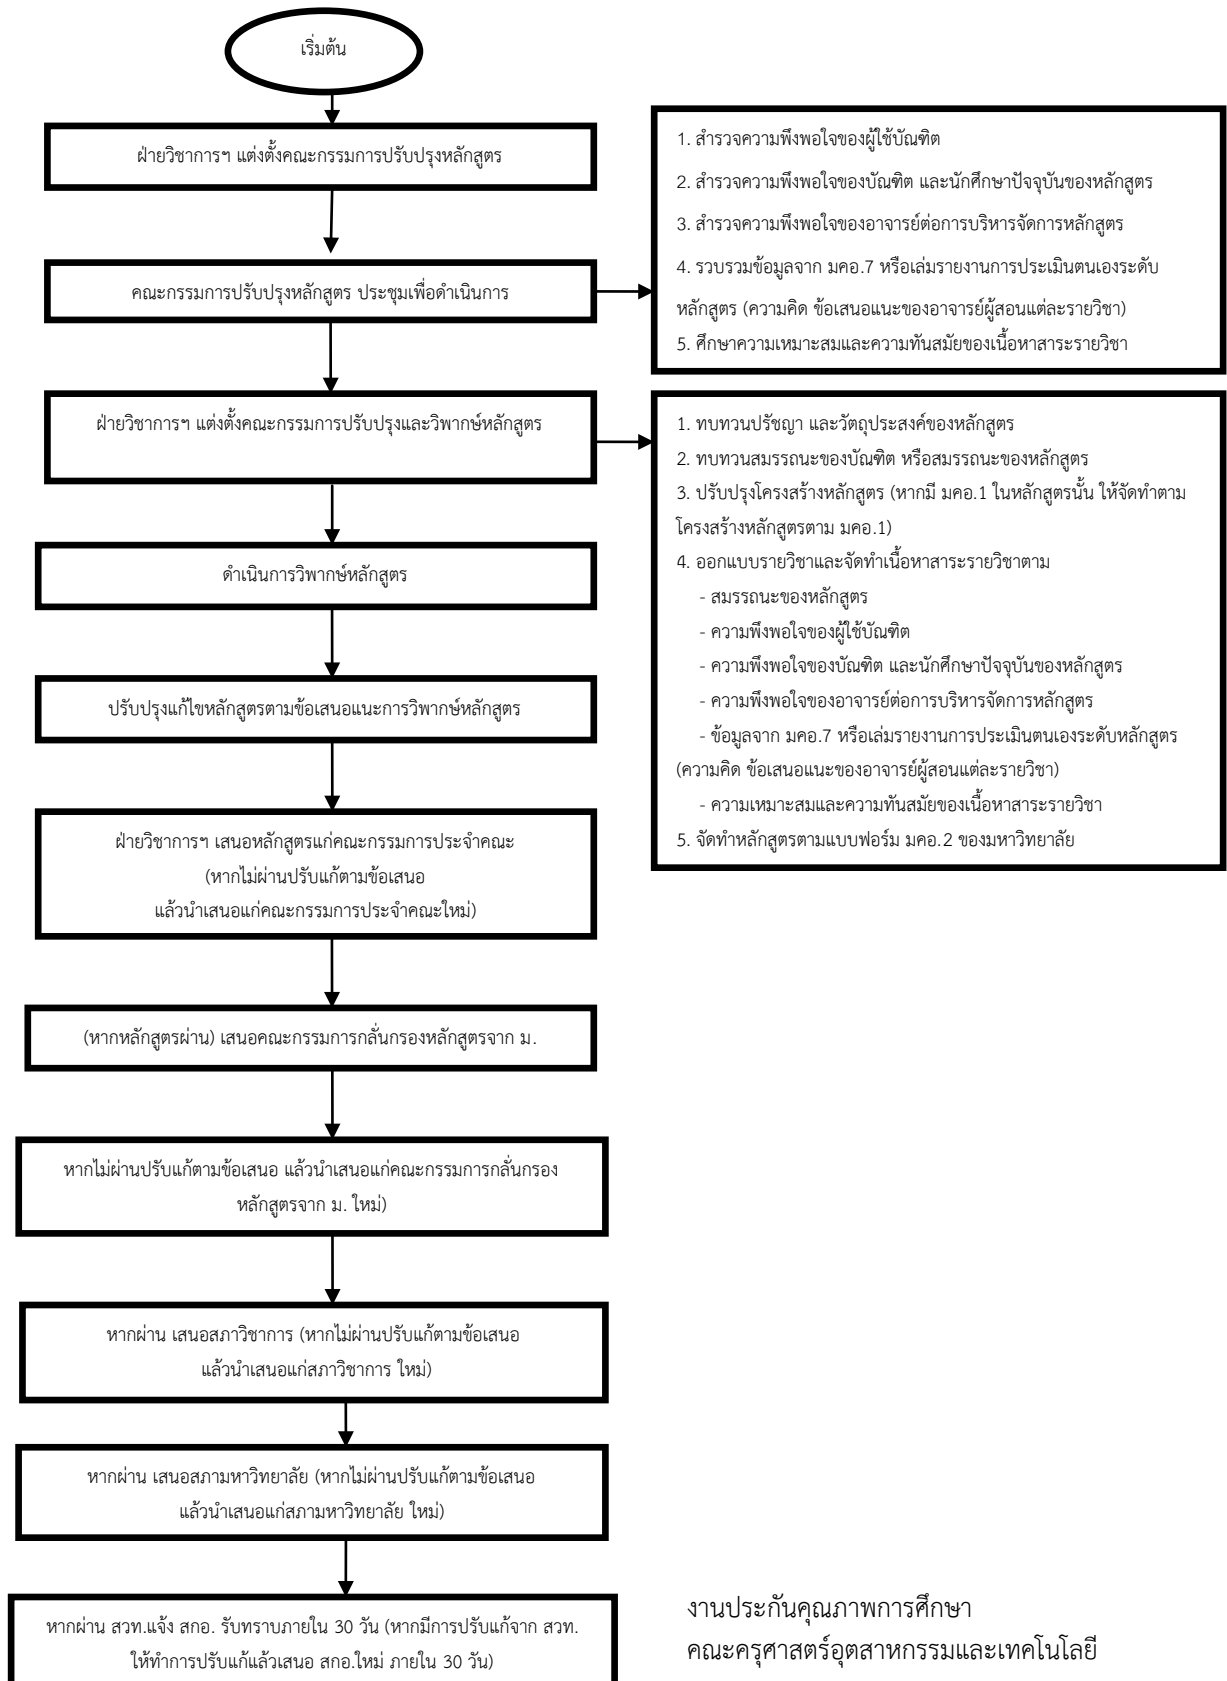 เริ่มต้น
ฝ่ายวิชาการฯ แต่งตั้งคณะกรรมการปรับปรุงหลักสูตร
คณะกรรมการปรับปรุงหลักสูตร ประชุมเพื่อดำเนินการ
1. สำรวจความพึงพอใจของผู้ใช้บัณฑิต
2. สำรวจความพึงพอใจของบัณฑิต และนักศึกษาปัจจุบันของหลักสูตร
3. สำรวจความพึงพอใจของอาจารย์ต่อการบริหารจัดการหลักสูตร
4. รวบรวมข้อมูลจาก มคอ.7 หรือเล่มรายงานการประเมินตนเองระดับ
หลักสูตร (ความคิด ข้อเสนอแนะของอาจารย์ผู้สอนแต่ละรายวิชา)
5. ศึกษาความเหมาะสมและความทันสมัยของเนื้อหาสาระรายวิชา
ฝ่ายวิชาการฯ แต่งตั้งคณะกรรมการปรับปรุงและวิพากษ์หลักสูตร
1. ทบทวนปรัชญา และวัตถุประสงค์ของหลักสูตร
2. ทบทวนสมรรถนะของบัณฑิต หรือสมรรถนะของหลักสูตร
3. ปรับปรุงโครงสร้างหลักสูตร (หากมี มคอ.1 ในหลักสูตรนั้น ให้จัดทำตาม
โครงสร้างหลักสูตรตาม มคอ.1)
4. ออกแบบรายวิชาและจัดทำเนื้อหาสาระรายวิชาตาม
- สมรรถนะของหลักสูตร
- ความพึงพอใจของผู้ใช้บัณฑิต
- ความพึงพอใจของบัณฑิต และนักศึกษาปัจจุบันของหลักสูตร
- ความพึงพอใจของอาจารย์ต่อการบริหารจัดการหลักสูตร
- ข้อมูลจาก มคอ.7 หรือเล่มรายงานการประเมินตนเองระดับหลักสูตร
(ความคิด ข้อเสนอแนะของอาจารย์ผู้สอนแต่ละรายวิชา)
- ความเหมาะสมและความทันสมัยของเนื้อหาสาระรายวิชา
5. จัดทำหลักสูตรตามแบบฟอร์ม มคอ.2 ของมหาวิทยาลัย
ดำเนินการวิพากษ์หลักสูตร
ปรับปรุงแก้ไขหลักสูตรตามข้อเสนอแนะการวิพากษ์หลักสูตร
ฝ่ายวิชาการฯ เสนอหลักสูตรแก่คณะกรรมการประจำคณะ
(หากไม่ผ่านปรับแก้ตามข้อเสนอ
แล้วนำเสนอแก่คณะกรรมการประจำคณะใหม่)
(หากหลักสูตรผ่าน) เสนอคณะกรรมการกลั่นกรองหลักสูตรจาก ม.
หากไม่ผ่านปรับแก้ตามข้อเสนอ แล้วนำเสนอแก่คณะกรรมการกลั่นกรอง
หลักสูตรจาก ม. ใหม่)
หากผ่าน เสนอสภาวิชาการ (หากไม่ผ่านปรับแก้ตามข้อเสนอ
แล้วนำเสนอแก่สภาวิชาการ ใหม่)
หากผ่าน เสนอสภามหาวิทยาลัย (หากไม่ผ่านปรับแก้ตามข้อเสนอ
แล้วนำเสนอแก่สภามหาวิทยาลัย ใหม่)
หากผ่าน สวท.แจ้ง สกอ. รับทราบภายใน 30 วัน (หากมีการปรับแก้จาก สวท.
ให้ทำการปรับแก้แล้วเสนอ สกอ.ใหม่ ภายใน 30 วัน)
งานประกันคุณภาพการศึกษา
คณะครุศาสตร์อุตสาหกรรมและเทคโนโลยี